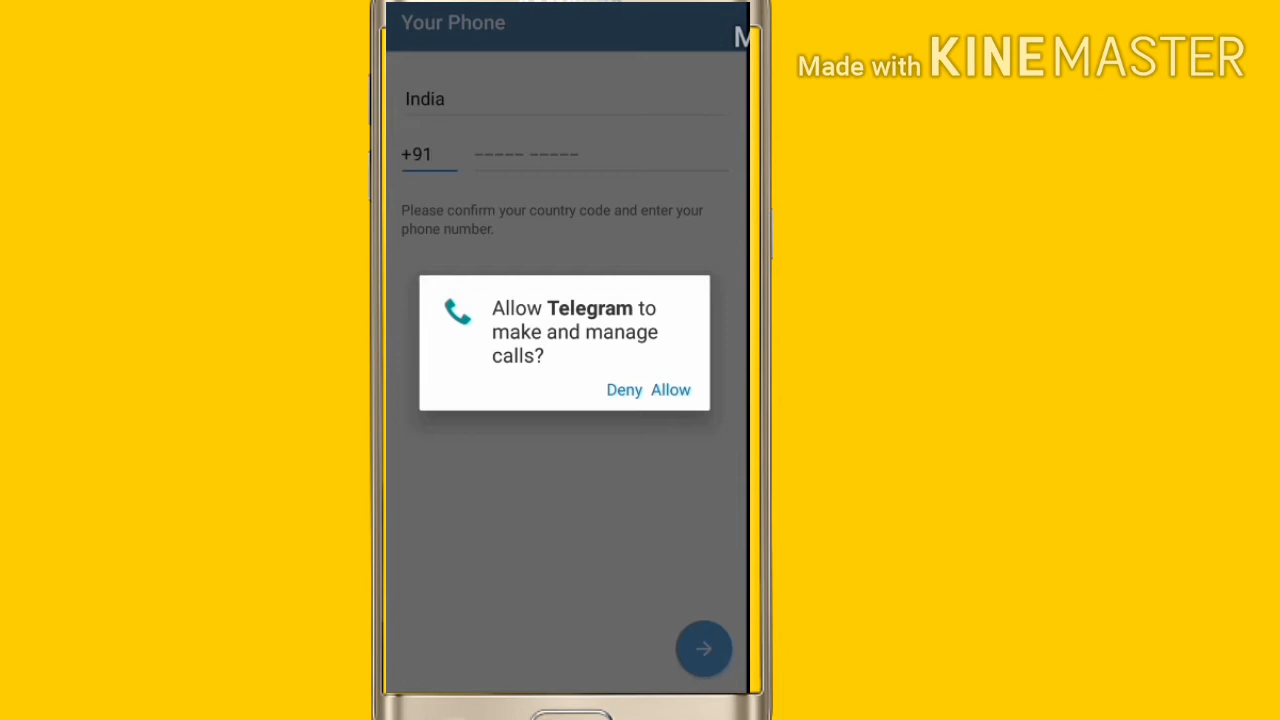 Your Phone
M
Made with KINEMASTER
India
+91 ––––– –––––
Please confirm your country code and enter your
phone number.
Allow Telegram to
make and manage
calls?
Deny Allow